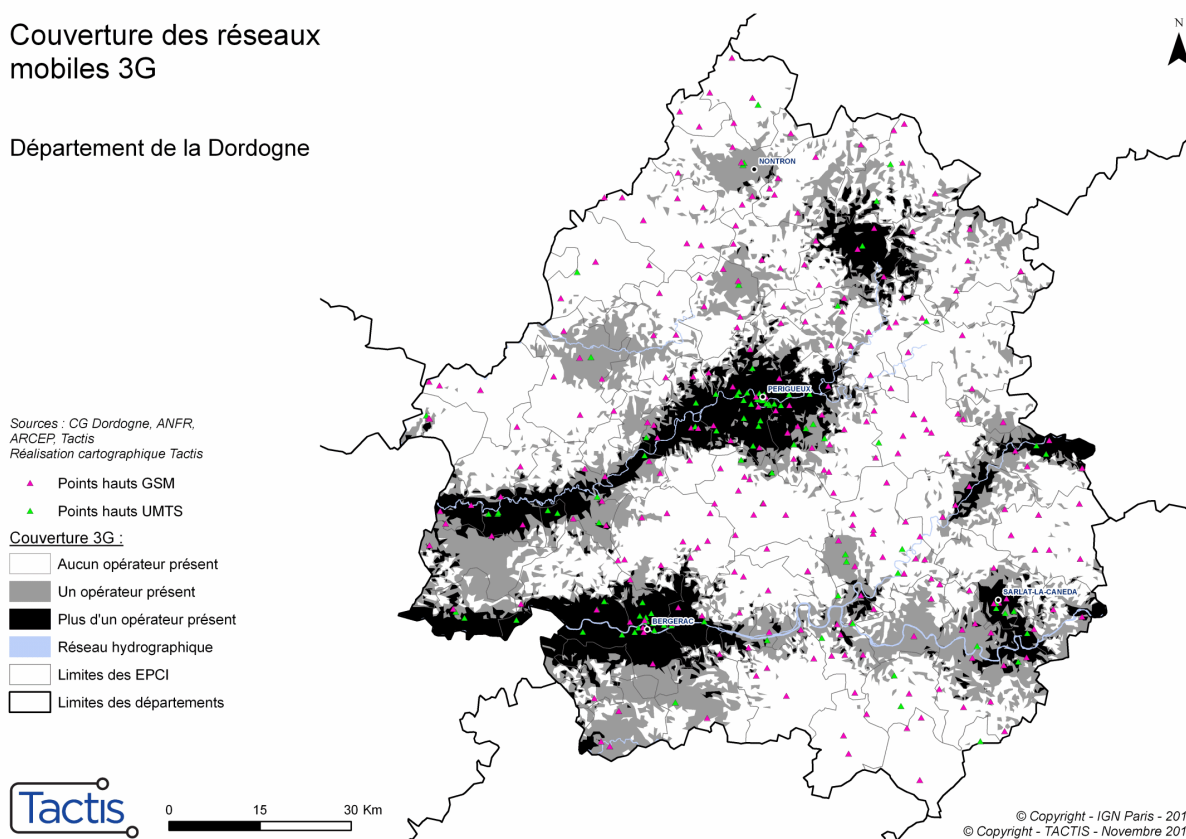 Couverture des réseaux
mobiles 3G
Département de la Dordogne
N
NONTRON
PERIGUEUX
SARLAT-LA-CANEDA
BERGERAC
Sources : CG Dordogne, ANFR,
ARCEP, Tactis
Réalisation cartographique Tactis
Points hauts GSM
Points hauts UMTS
Couverture 3G :
Aucun opérateur présent
Un opérateur présent
Plus d'un opérateur présent
Réseau hydrographique
Limites des EPCI
Limites des départements
Tactis
0 15 30 Km
© Copyright - IGN Paris - 201
© Copyright - TACTIS - Novembre 201